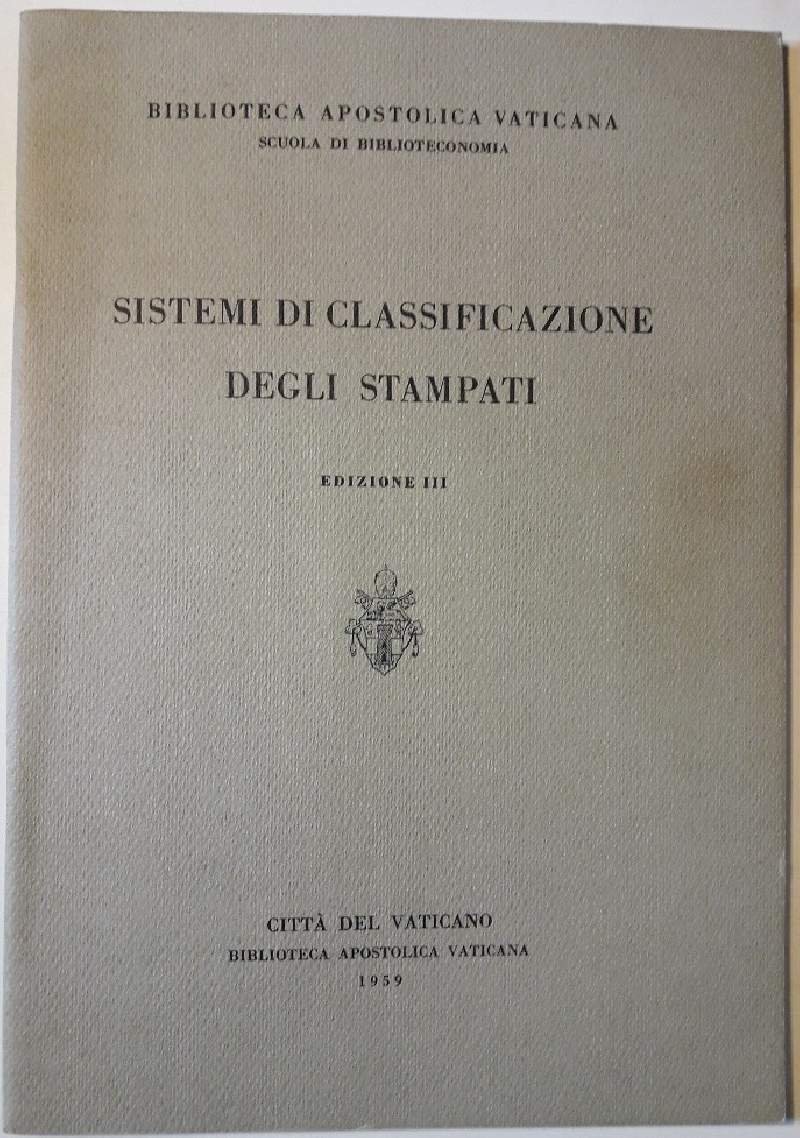 BIBLIOTECA APOSTOLICA VATICANA
SCUOLA DI BIBLIOTECONOMIA
SISTEMI DI CLASSIFICAZIONE
DEGLI STAMPATI
EDIZIONE III
CITTÀ DEL VATICANO
BIBLIOTECA APOSTOLICA VATICANA
1959